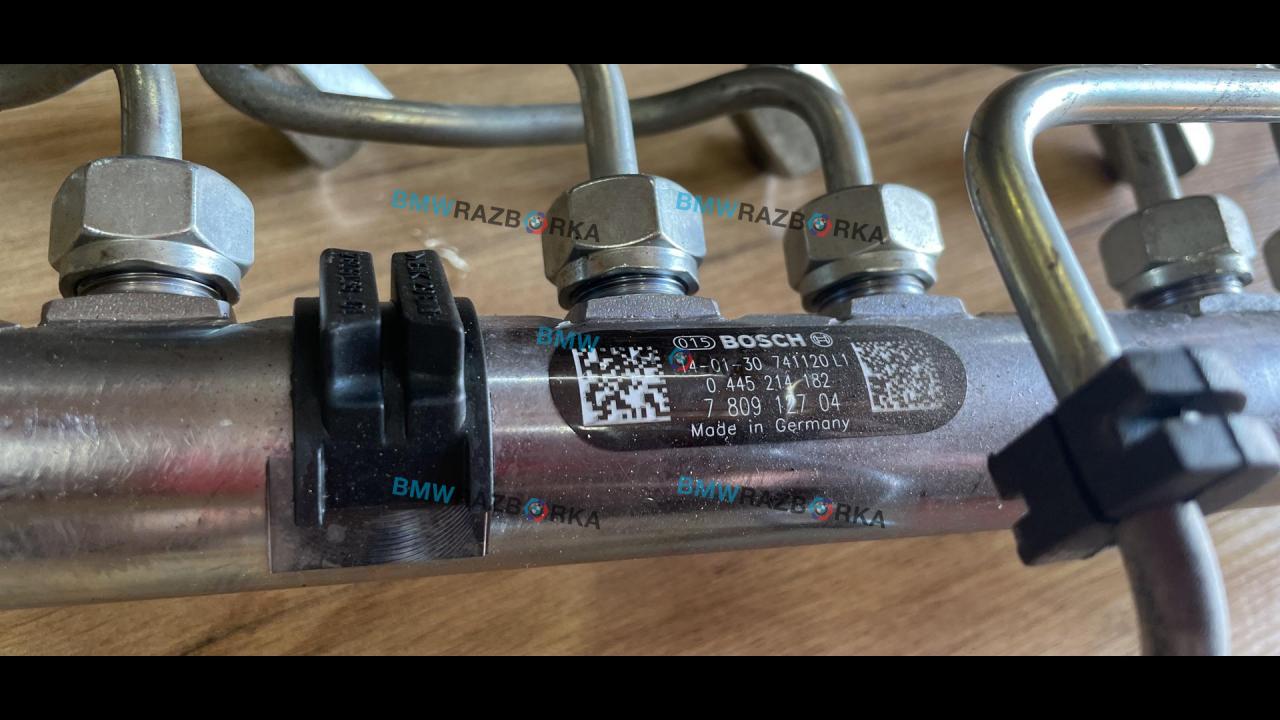 BMWRAZBORKA
BMWRAZBORKA
BMW
015 BOSCH
14-01-30 741120 L1
0 445 214 182
7 809 127 04
Made in Germany
BMWRAZBORKA
BMWRAZBORKA